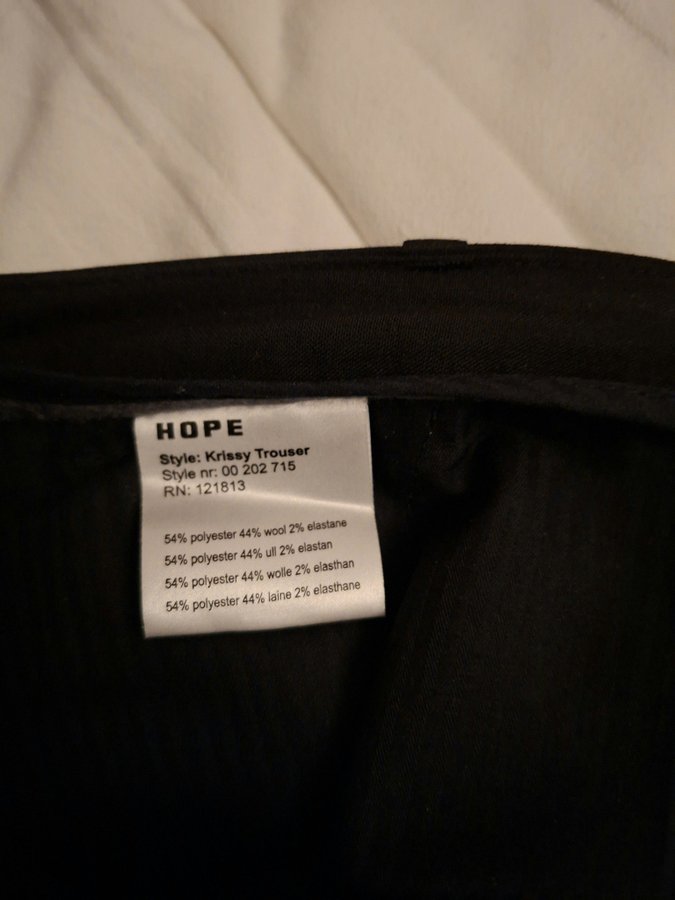 HOPE
Style: Krissy Trouser
Style nr: 00 202 715
RN: 121813
54% polyester 44% wool 2% elastane
54% polyester 44% ull 2% elastan
54% polyester 44% wolle 2% elasthan
54% polyester 44% laine 2% elasthane